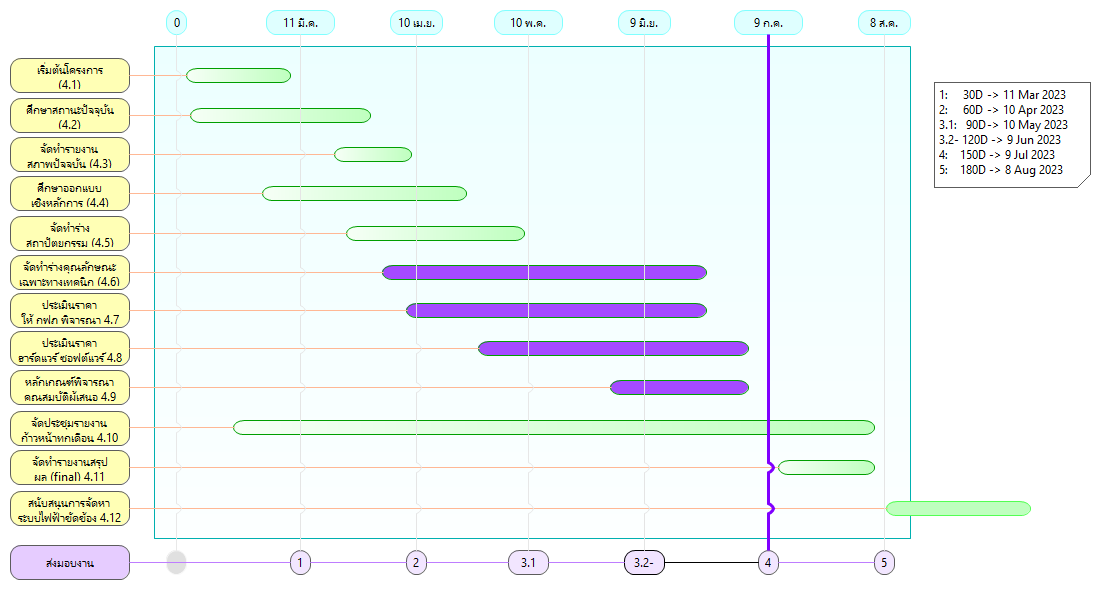 0
11 มี.ค.
10 เม.ย.
10 พ.ค.
9 มิ.ย.
9 ก.ค.
8 ส.ค.
เริ่มต้นโครงการ
(4.1)
ศึกษาสถานะปัจจุบัน
(4.2)
จัดทำรายงาน
สภาพปัจจุบัน (4.3)
ศึกษาออกแบบ
เชิงหลักการ (4.4)
จัดทำร่าง
สถาปัตยกรรม (4.5)
จัดทำร่างคุณลักษณะ
เฉพาะทางเทคนิก (4.6)
ประเมินราคา
ให้ กฟภ พิจารณา 4.7
ประเมินราคา
ฮาร์ดแวร์ ซอฟต์แวร์ 4.8
หลักเกณฑ์พิจารณา
คุณสมบัติผู้เสนอ 4.9
จัดประชุมรายงาน
ก้าวหน้าทุกเดือน 4.10
จัดทำรายงานสรุป
ผล (final) 4.11
สนับสนุนการจัดหา
ระบบไฟฟ้าขัดข้อง 4.12
ส่งมอบงาน
1
2
3.1
3.2-
4
5
1: 30D -> 11 Mar 2023
2: 60D -> 10 Apr 2023
3.1: 90D -> 10 May 2023
3.2- 120D -> 9 Jun 2023
4: 150D -> 9 Jul 2023
5: 180D -> 8 Aug 2023